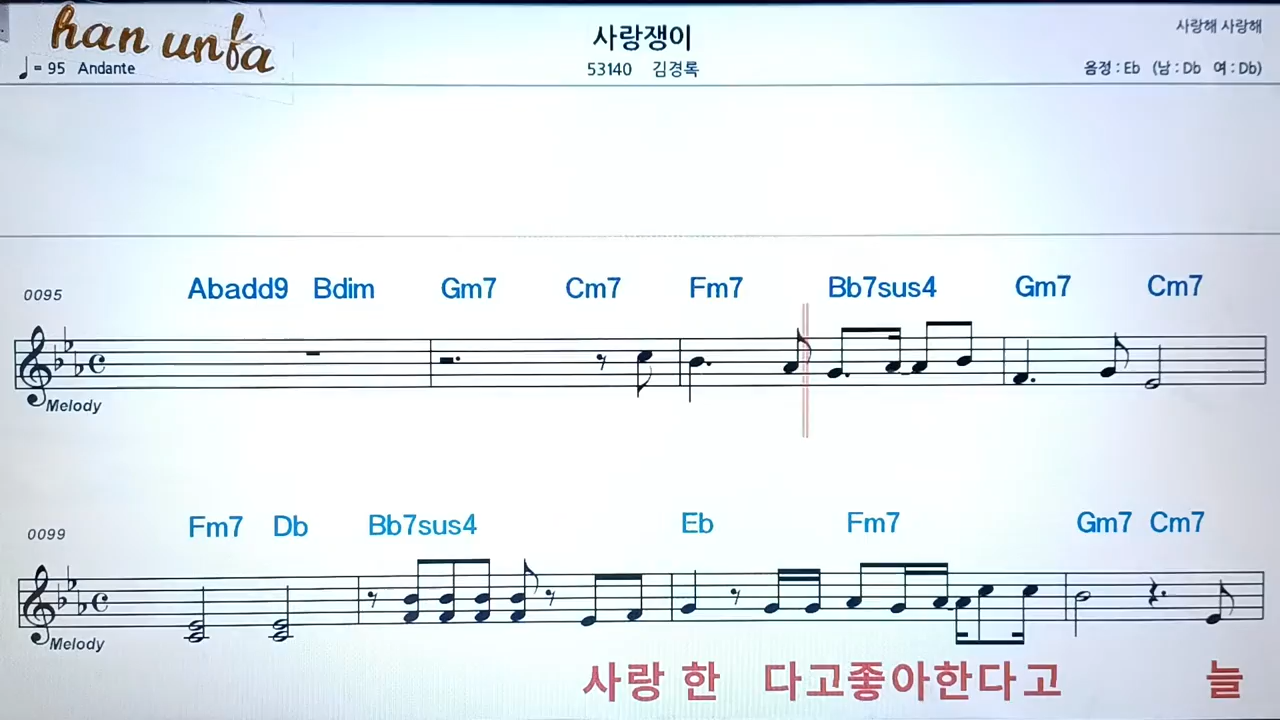 han unfa
사랑쟁이
사랑해 사랑해
♩= 95 Andante
53140 김경록
음정 : Eb (남 : Db 여 : Db)
0095 Abadd9 Bdim Gm7 Cm7 Fm7 Bb7sus4 Gm7 Cm7
Melody
0099 Fm7 Db Bb7sus4 Eb Fm7 Gm7 Cm7
Melody
사랑 한 다고좋아한다고 늘